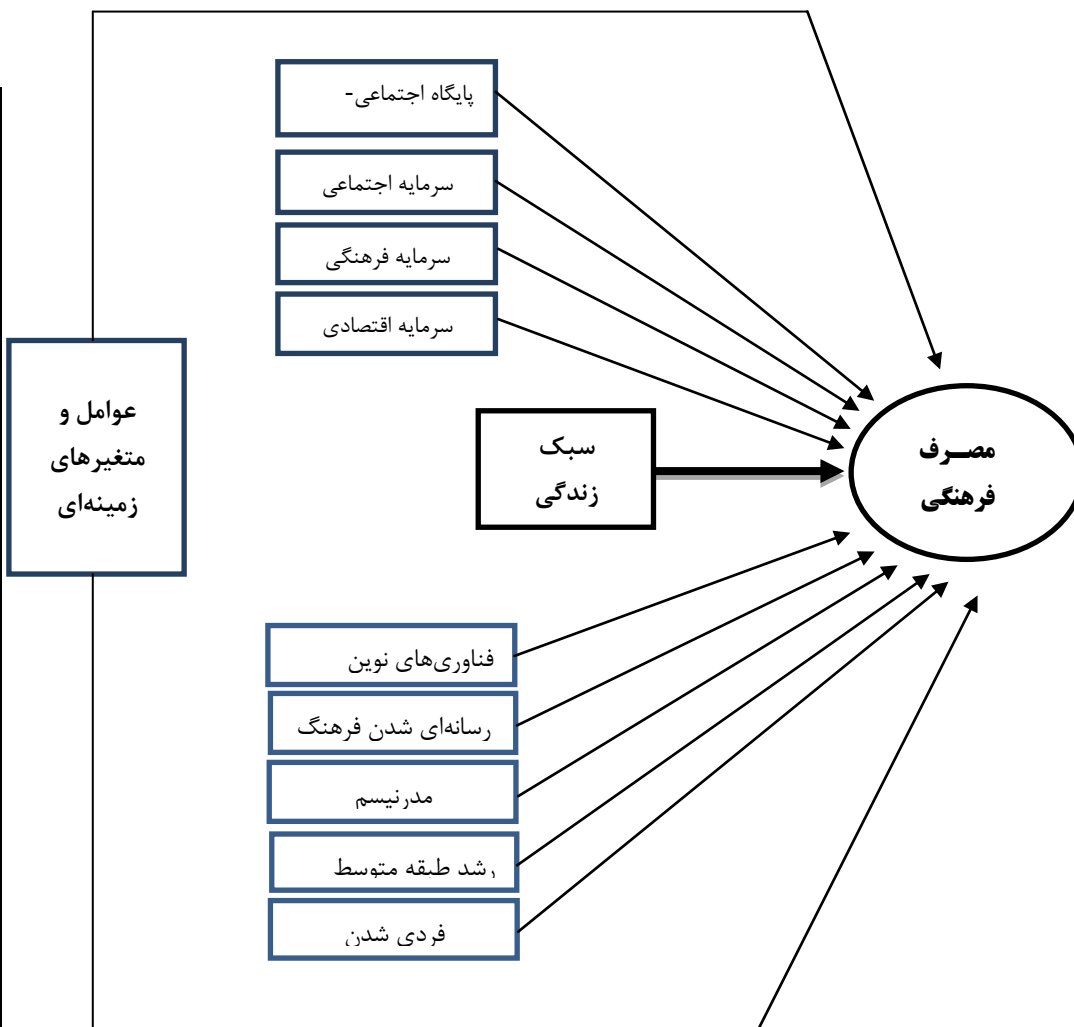 پایگاه اجتماعی-
سرمایه اجتماعی
سرمایه فرهنگی
سرمایه اقتصادی
عوامل و
متغیرهای
زمینه‌ای
سبک
زندگی
مصــرف
فرهنگی
فناوری‌های نوین
رسانه‌ای شدن فرهنگ
مدرنیسم
رشد طبقه متوسط
فردی شدن